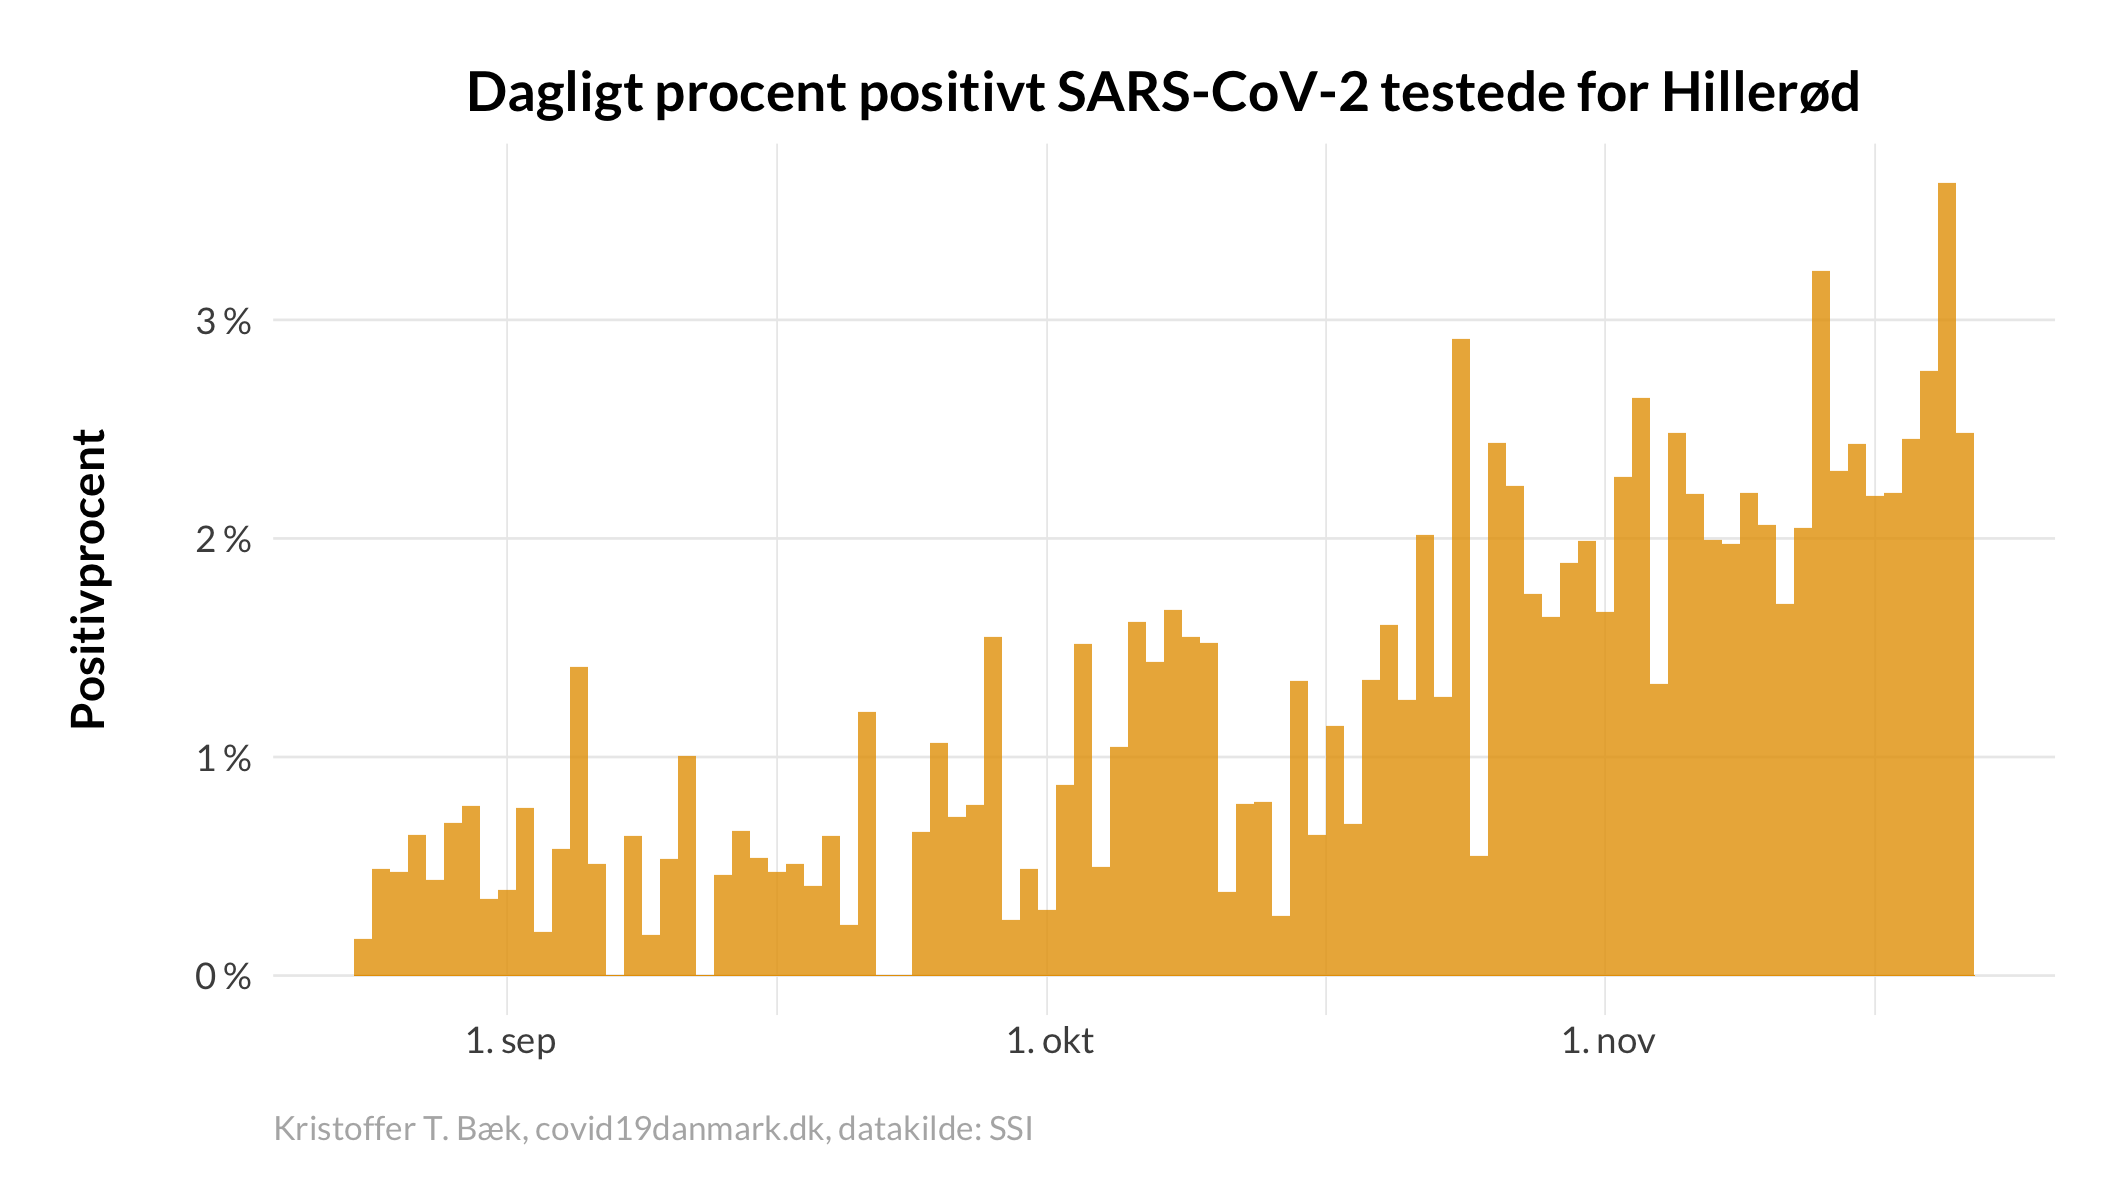 Dagligt procent positivt SARS-CoV-2 testede for Hillerød
Positivprocent
3 %
2 %
1 %
0 %
1. sep
1. okt
1. nov
Kristoffer T. Bæk, covid19danmark.dk, datakilde: SSI